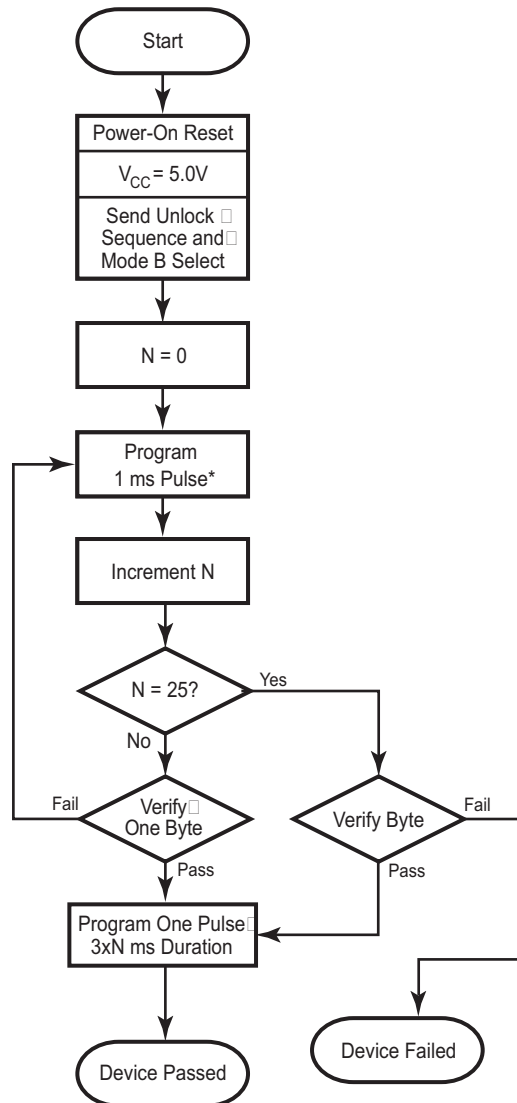 Start
Power-On Reset
VCC = 5.0V
Send Unlock
Sequence and
Mode B Select
N = 0
Program
1 ms Pulse*
Increment N
N = 25?
Yes
No
Fail
Verify
One Byte
Pass
Verify Byte
Fail
Pass
Program One Pulse
3xN ms Duration
Device Passed
Device Failed